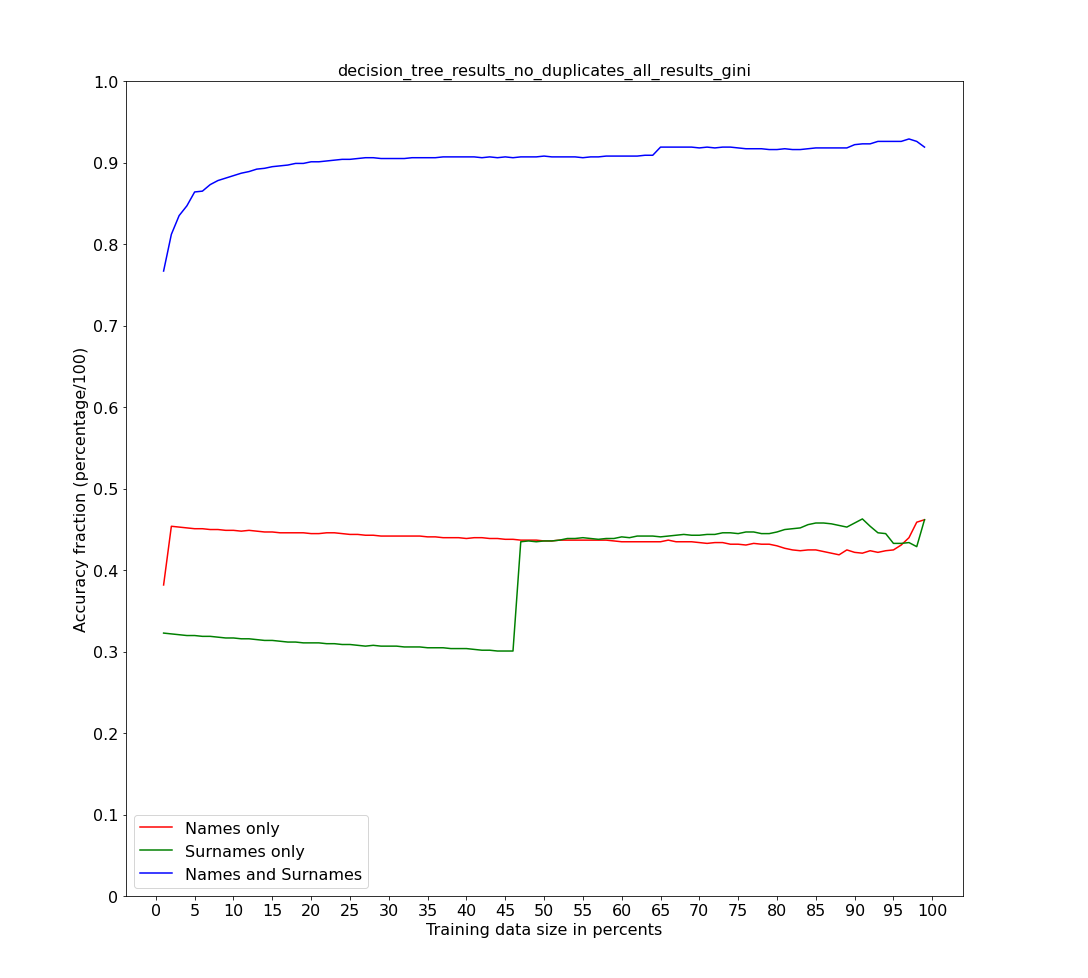 decision_tree_results_no_duplicates_all_results_gini
1.0
0.9
0.8
0.7
0.6
0.5
0.4
0.3
0.2
0.1
0
Accuracy fraction (percentage/100)
Names only
Surnames only
Names and Surnames
0 5 10 15 20 25 30 35 40 45 50 55 60 65 70 75 80 85 90 95 100
Training data size in percents